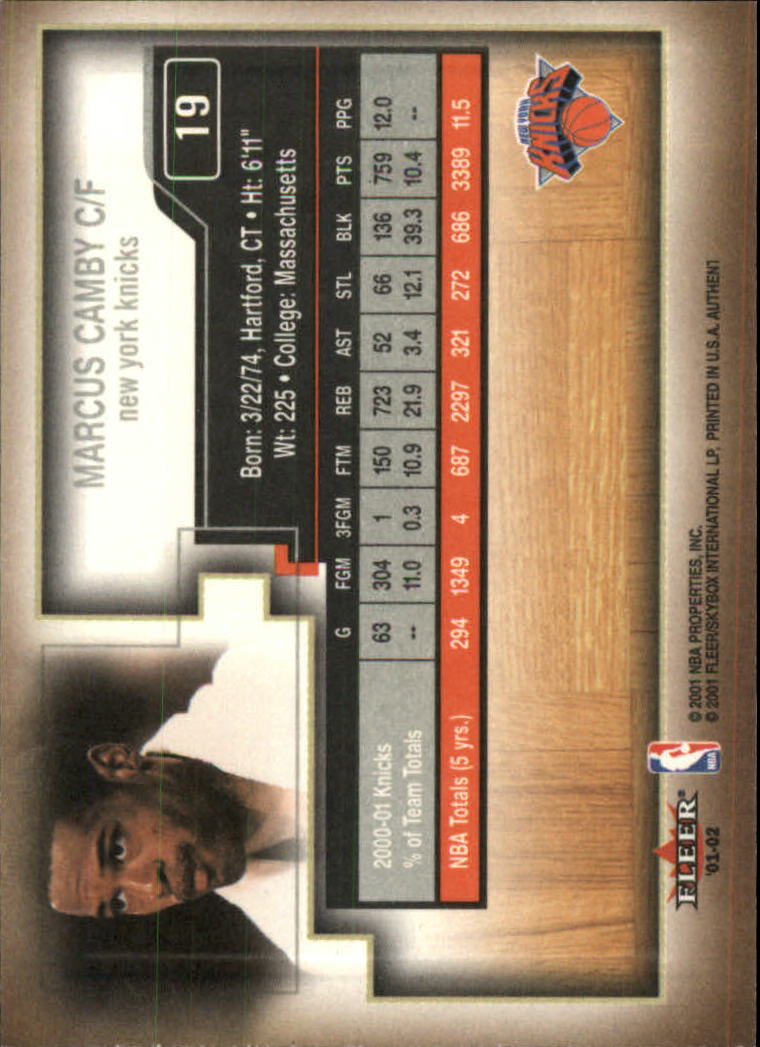 MARCUS CAMBY C/F
new york knicks
19
Born: 3/22/74, Hartford, CT • Ht: 6'11"
Wt: 225 • College: Massachusetts
G FGM 3FGM FTM REB AST STL BLK PTS PPG
2000-01 Knicks 63 304 1 150 723 52 66 136 759 12.0
% of Team Totals -- 11.0 0.3 10.9 21.9 3.4 12.1 39.3 10.4 --
NBA Totals (5 yrs.) 294 1349 4 687 2297 321 272 686 3389 11.5
NEW YORK
KNICKS
FLEER®
'01-02
NBA
© 2001 NBA PROPERTIES, INC.
© 2001 FLEER/SKYBOX INTERNATIONAL LP, PRINTED IN U.S.A. AUTHENTI